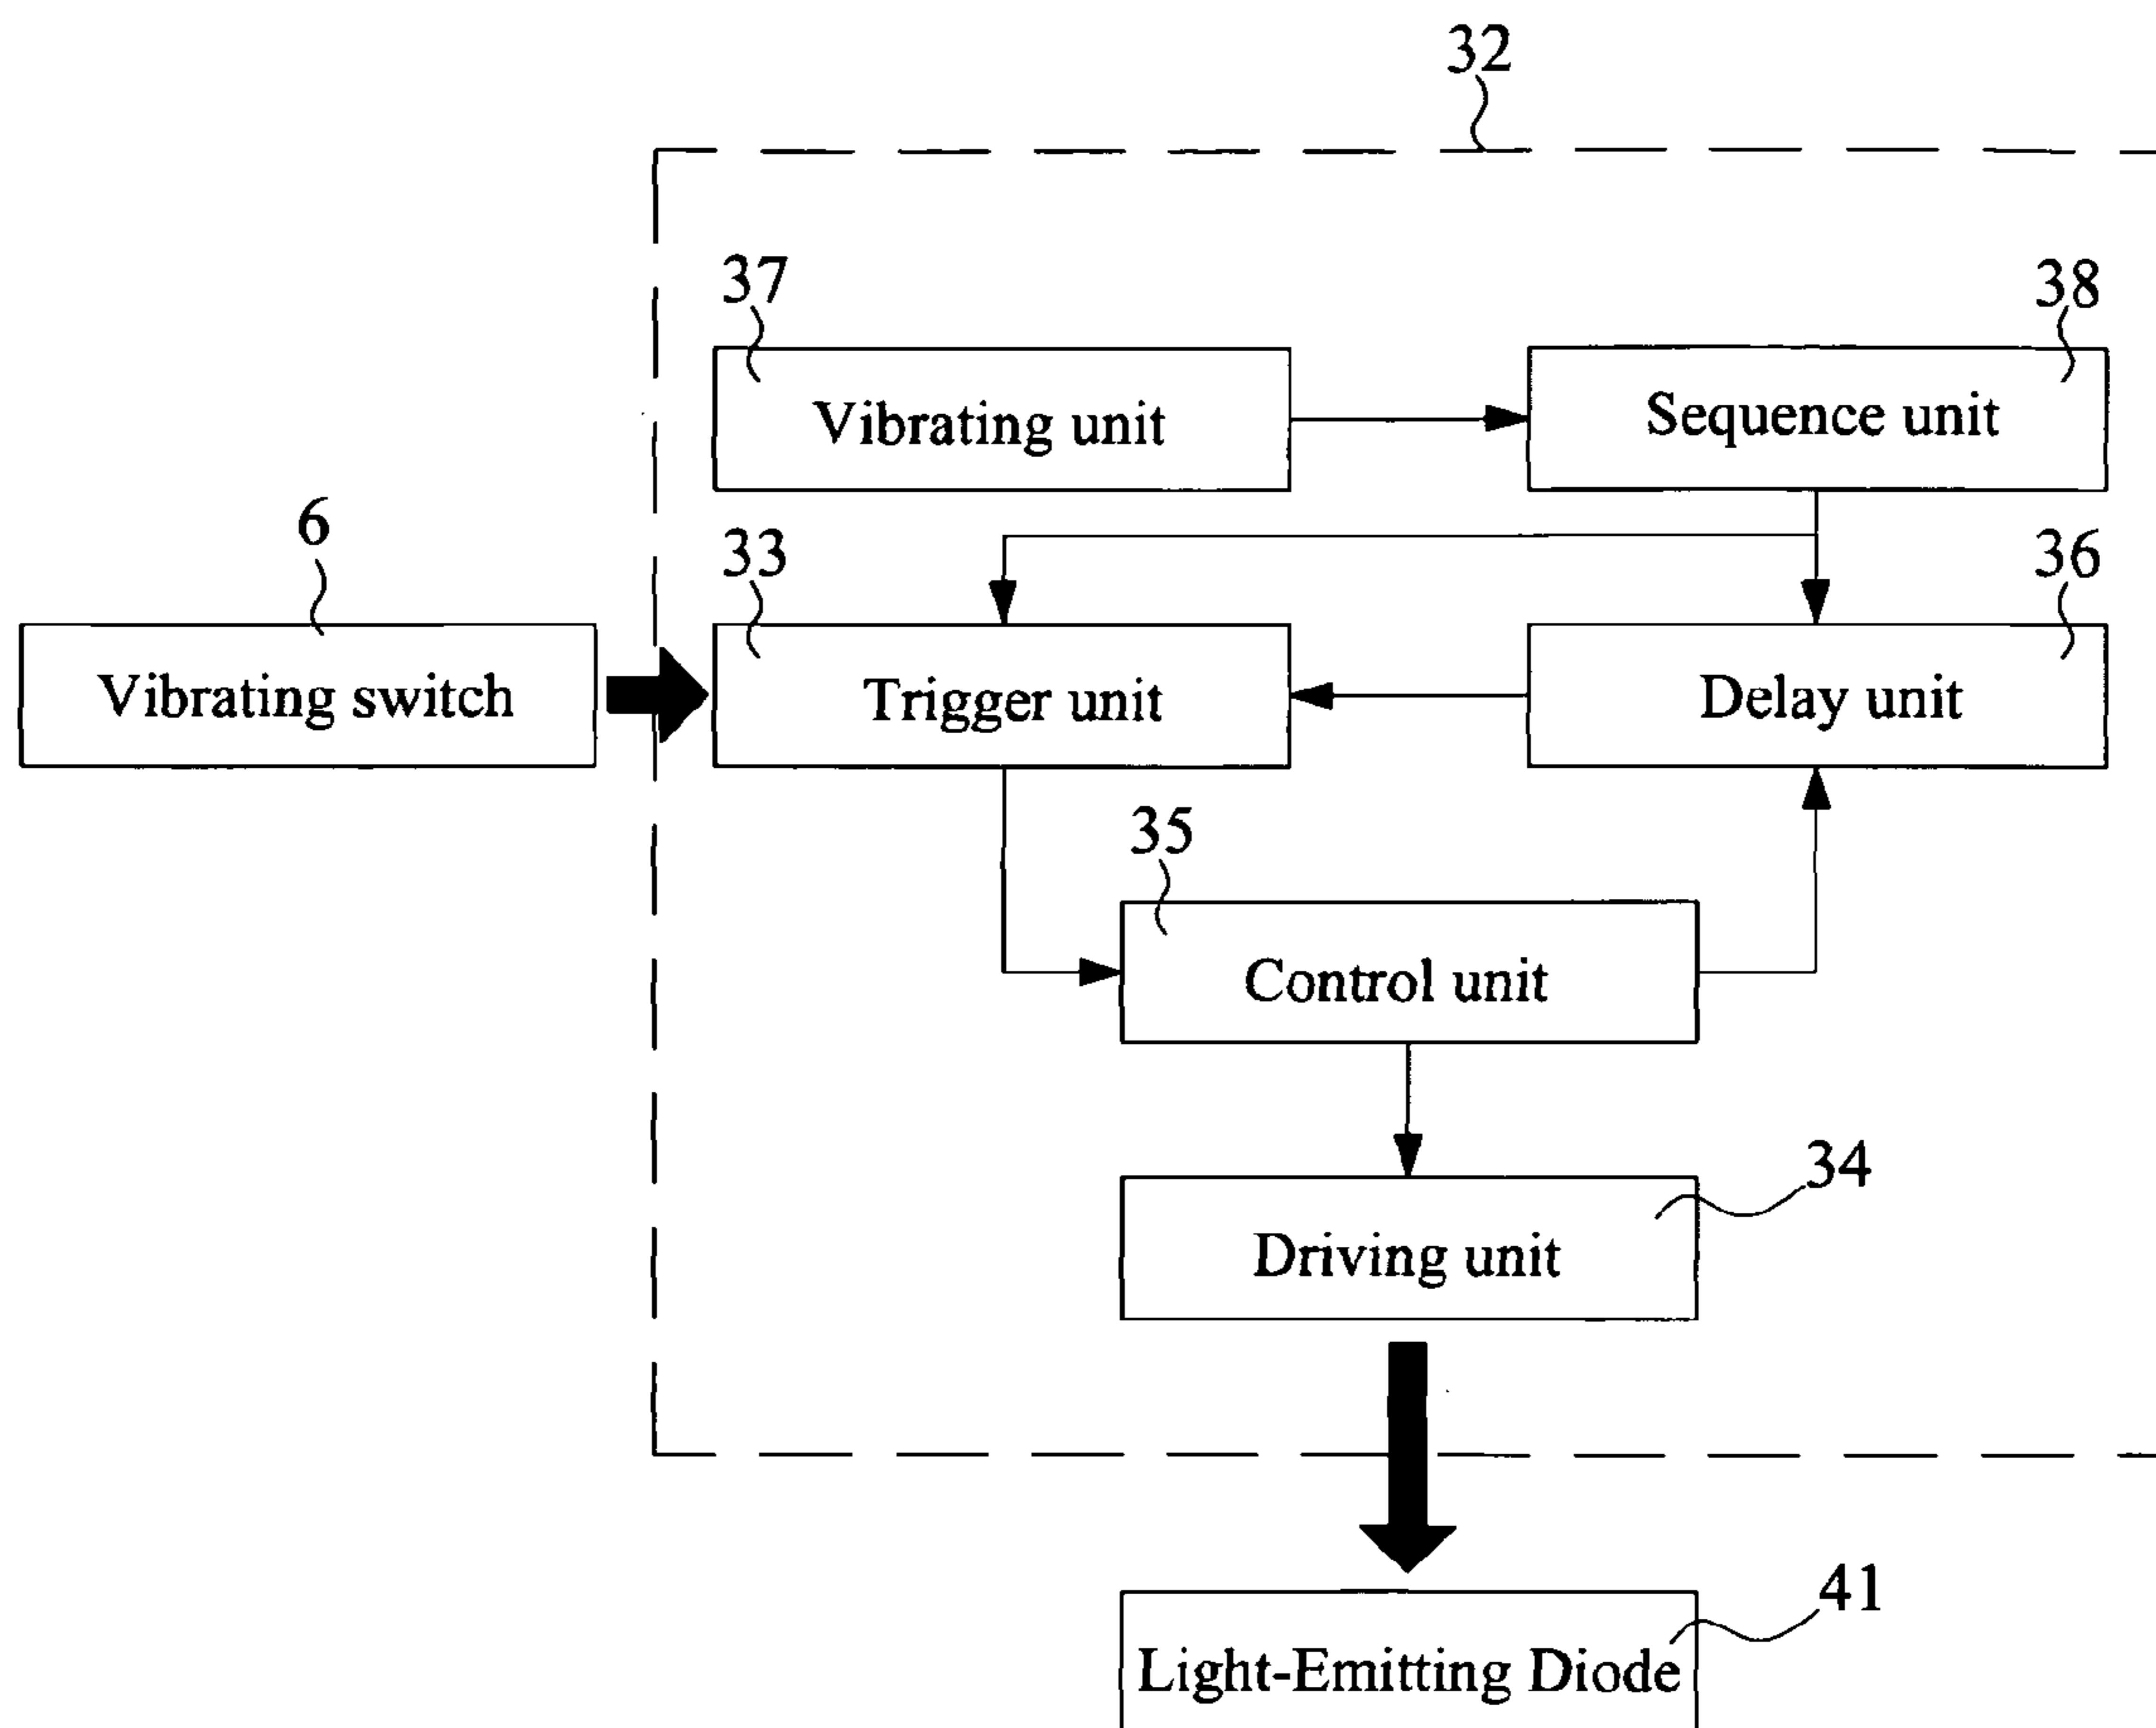 32
37
38
Vibrating unit
Sequence unit
6
33
36
Vibrating switch
Trigger unit
Delay unit
35
Control unit
34
Driving unit
41
Light-Emitting Diode